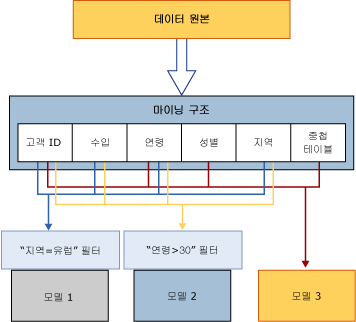 데이터 원본
마이닝 구조
고객 ID
수입
연령
성별
지역
중첩
테이블
“지역=유럽” 필터
“연령>30” 필터
모델 1
모델 2
모델 3